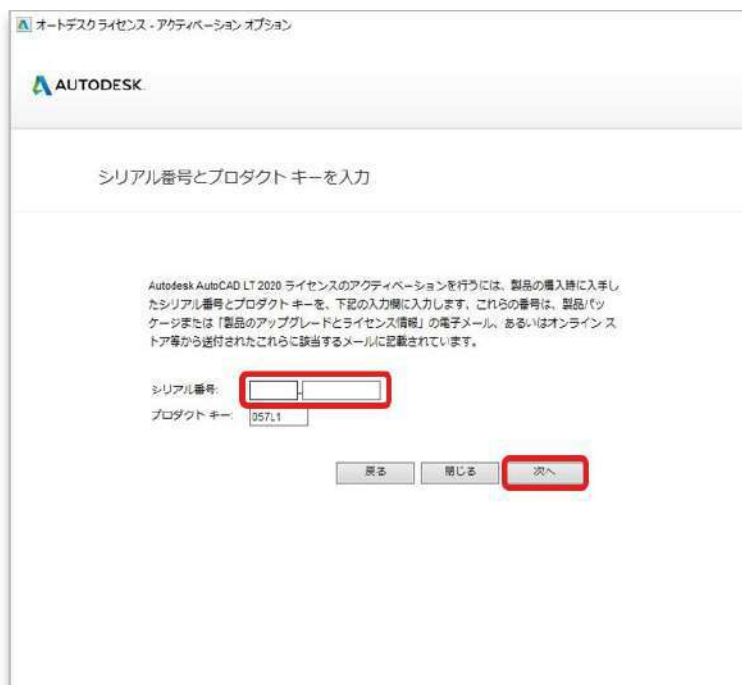 オートデスク ライセンス - アクティベーション オプション
AUTODESK.
シリアル番号とプロダクト キーを入力
Autodesk AutoCAD LT 2020 ライセンスのアクティベーションを行うには、製品の購入時に入手し
たシリアル番号とプロダクト キーを、下記の入力欄に入力します。これらの番号は、製品パッ
ケージまたは「製品のアップグレードとライセンス情報」の電子メール、あるいはオンライン ス
トア等から送付されたこれらに該当するメールに記載されています。
シリアル番号: -
プロダクト キー: 057L1
戻る 閉じる 次へ